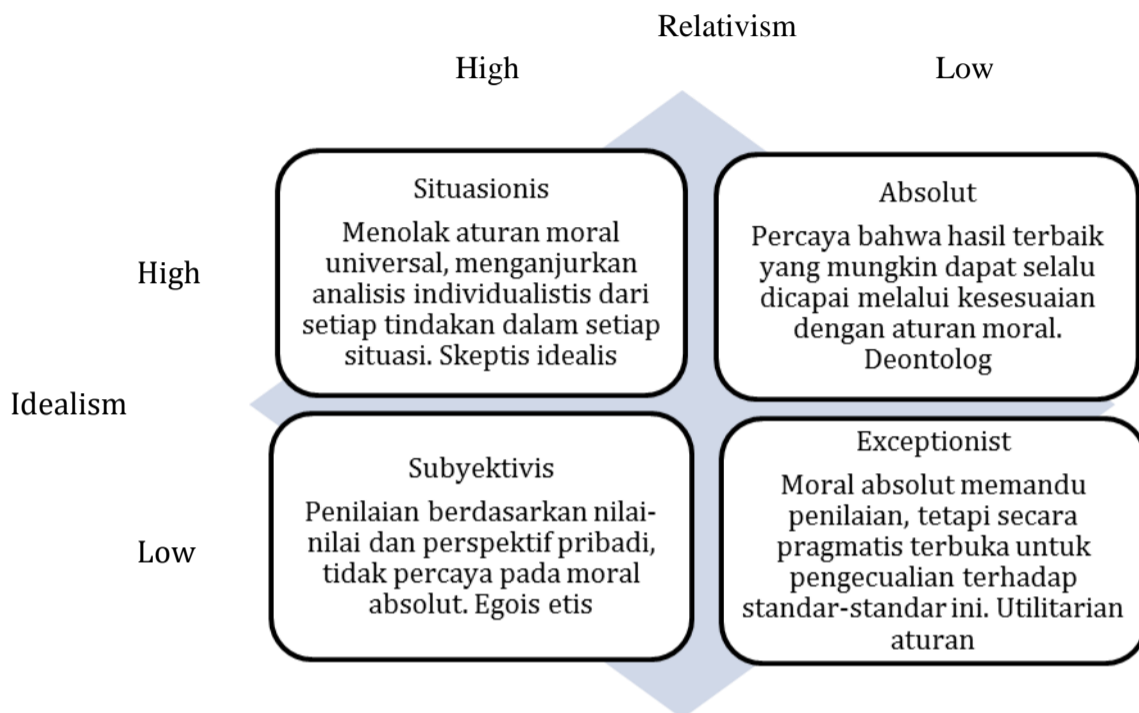 Relativism
High
Low
High
Situasionis
Menolak aturan moral
universal, menganjurkan
analisis individualistis dari
setiap tindakan dalam setiap
situasi. Skeptis idealis
Absolut
Percaya bahwa hasil terbaik
yang mungkin dapat selalu
dicapai melalui kesesuaian
dengan aturan moral.
Deontolog
Idealism
Low
Subyektivis
Penilaian berdasarkan nilai-
nilai dan perspektif pribadi,
tidak percaya pada moral
absolut. Egois etis
Exceptionist
Moral absolut memandu
penilaian, tetapi secara
pragmatis terbuka untuk
pengecualian terhadap
standar-standar ini. Utilitarian
aturan